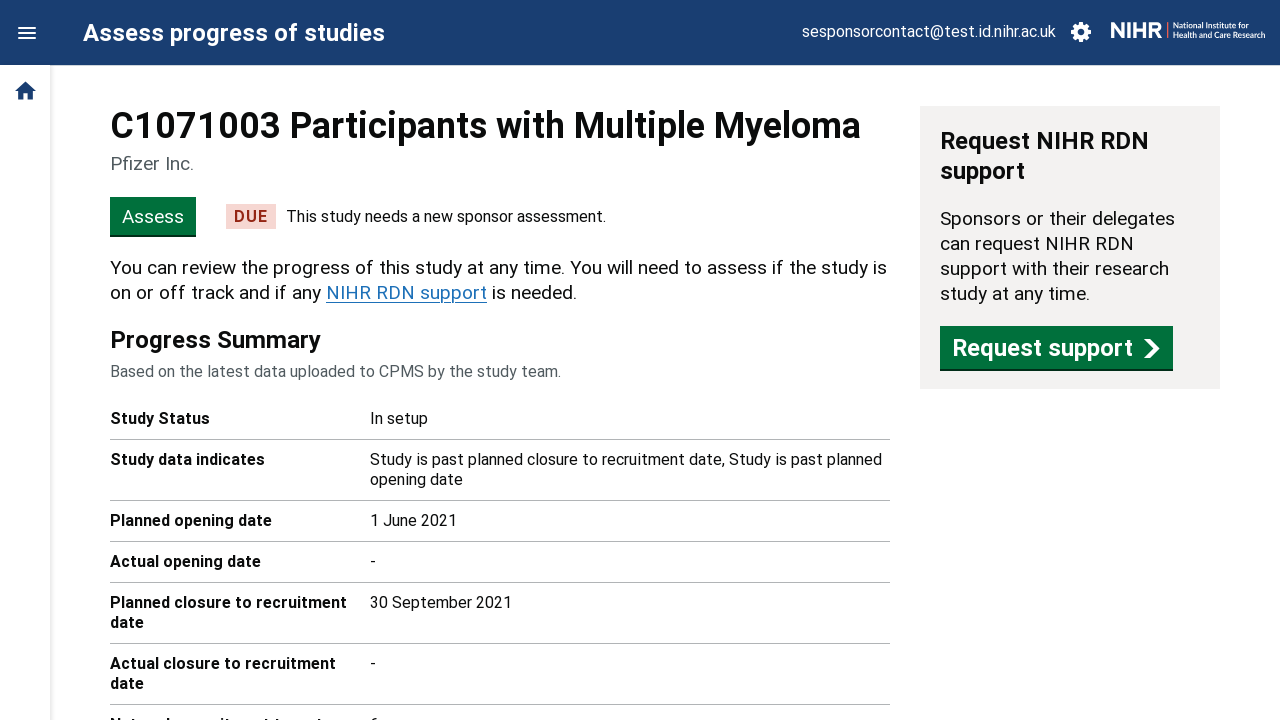 Assess progress of studies
sesponsorcontact@test.id.nihr.ac.uk
NIHR | National Institute for
Health and Care Research
C1071003 Participants with Multiple Myeloma
Pfizer Inc.
Assess
DUE This study needs a new sponsor assessment.
You can review the progress of this study at any time. You will need to assess if the study is
on or off track and if any NIHR RDN support is needed.
Progress Summary
Based on the latest data uploaded to CPMS by the study team.
Study Status In setup
Study data indicates Study is past planned closure to recruitment date, Study is past planned
opening date
Planned opening date 1 June 2021
Actual opening date -
Planned closure to recruitment 30 September 2021
date
Actual closure to recruitment -
date
Request NIHR RDN
support
Sponsors or their delegates
can request NIHR RDN
support with their research
study at any time.
Request support